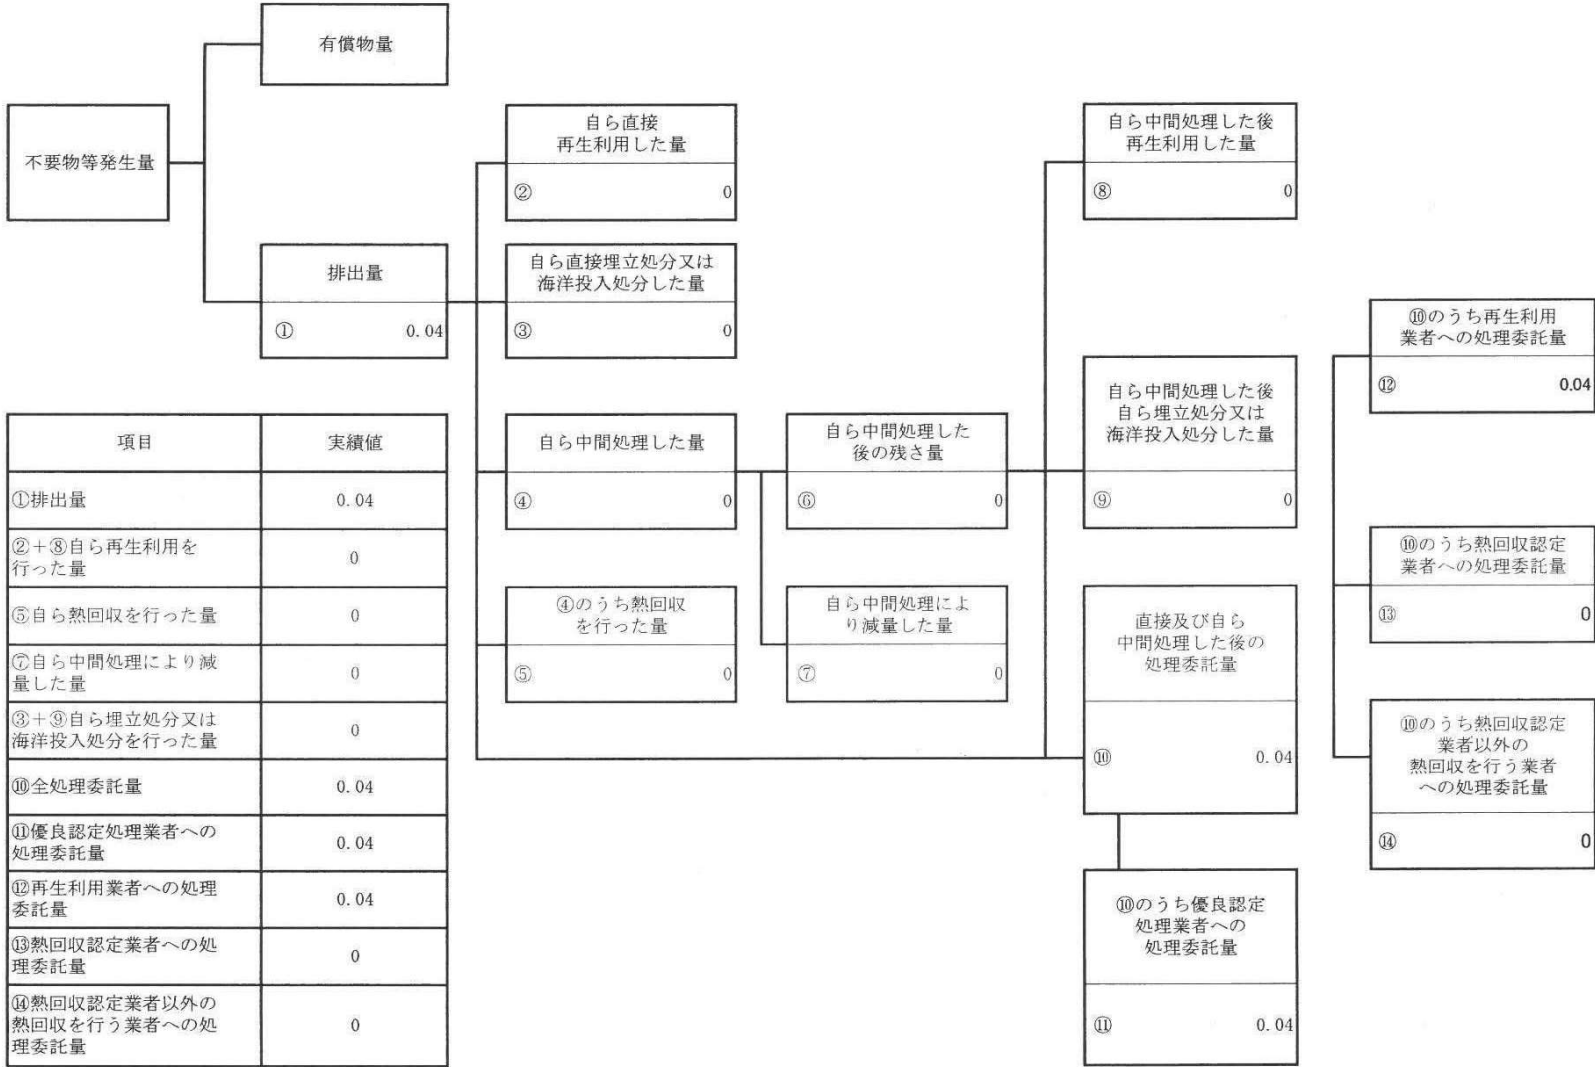 有償物量
不要物等発生量
排出量
① 0.04
自ら直接
再生利用した量
② 0
自ら直接埋立処分又は
海洋投入処分した量
③ 0
自ら中間処理した量
④ 0
④のうち熱回収
を行った量
⑤ 0
自ら中間処理した
後の残さ量
⑥ 0
自ら中間処理によ
り減量した量
⑦ 0
自ら中間処理した後
再生利用した量
⑧ 0
自ら中間処理した後
自ら埋立処分又は
海洋投入処分した量
⑨ 0
直接及び自ら
中間処理した後の
処理委託量
⑩ 0.04
⑩のうち優良認定
処理業者への
処理委託量
⑪ 0.04
⑩のうち再生利用
業者への処理委託量
⑫ 0.04
⑩のうち熱回収認定
業者への処理委託量
⑬ 0
⑩のうち熱回収認定
業者以外の
熱回収を行う業者
への処理委託量
⑭ 0
項目 実績値
①排出量 0.04
②+⑧自ら再生利用を
行った量 0
⑤自ら熱回収を行った量 0
⑦自ら中間処理により減
量した量 0
③+⑨自ら埋立処分又は
海洋投入処分を行った量 0
⑩全処理委託量 0.04
⑪優良認定処理業者への
処理委託量 0.04
⑫再生利用業者への処理
委託量 0.04
⑬熱回収認定業者への処
理委託量 0
⑭熱回収認定業者以外の
熱回収を行う業者への処
理委託量 0